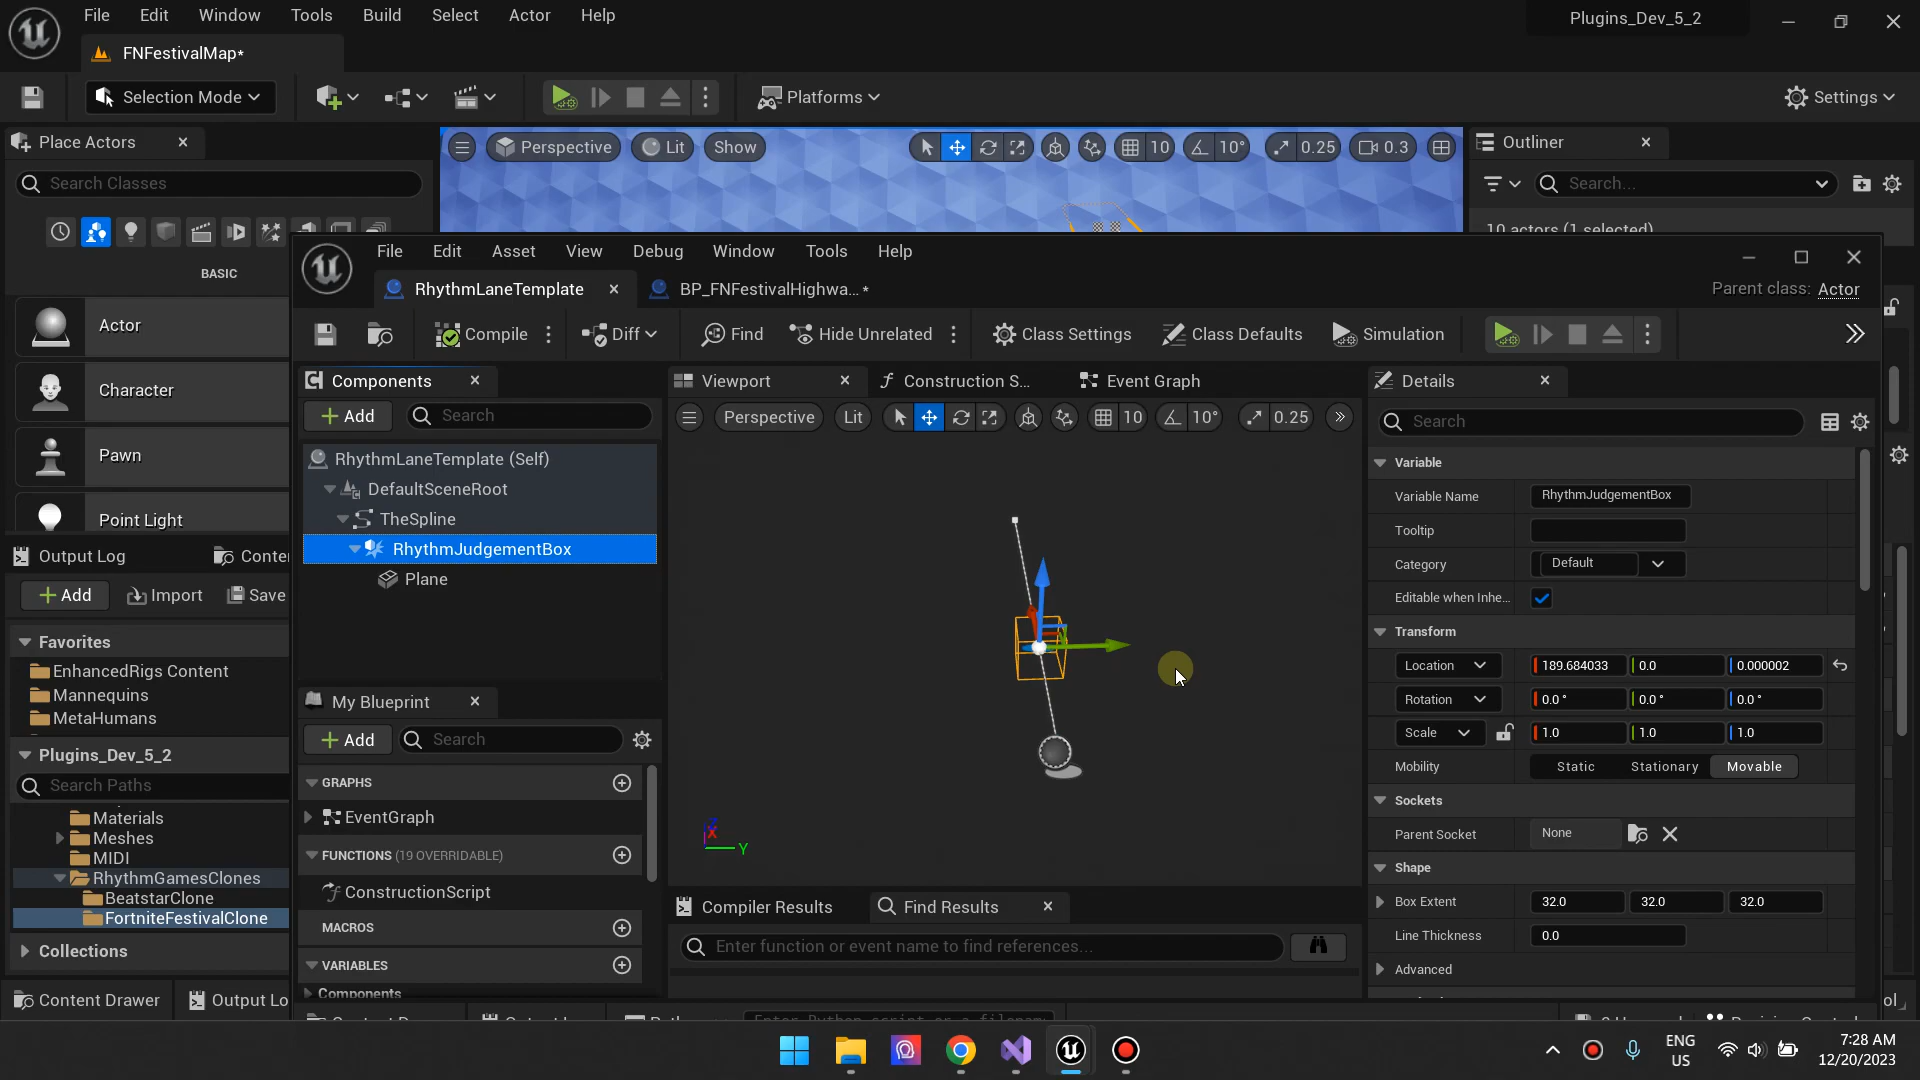 File Edit Window Tools Build Select Actor Help
Plugins_Dev_5_2
FNFestivalMap*
Selection Mode
Platforms
Settings
Place Actors
Perspective Lit Show 10 10° 0.25 0.3
Outliner
Search Classes
Search...
10 actors (1 selected)
BASIC
Actor
Character
Pawn
Point Light
File Edit Asset View Debug Window Tools Help
RhythmLaneTemplate
BP_FNFestivalHighwa...*
Parent class: Actor
Compile Diff Find Hide Unrelated Class Settings Class Defaults Simulation
Components
Add
Search
RhythmLaneTemplate (Self)
DefaultSceneRoot
TheSpline
RhythmJudgementBox
Plane
Viewport
Construction S...
Event Graph
Perspective Lit 10 10° 0.25
X Z Y
Details
Search
Variable
Variable Name RhythmJudgementBox
Tooltip
Category Default
Editable when Inhe...
Transform
Location 189.684033 0.0 0.000002
Rotation 0.0° 0.0° 0.0°
Scale 1.0 1.0 1.0
Mobility Static Stationary Movable
Sockets
Parent Socket None
Shape
Box Extent 32.0 32.0 32.0
Line Thickness 0.0
Advanced
My Blueprint
Add
Search
GRAPHS
EventGraph
FUNCTIONS (19 OVERRIDABLE)
ConstructionScript
MACROS
VARIABLES
Components
Compiler Results
Find Results
Enter function or event name to find references...
Output Log
Conte
Add Import Save
Favorites
EnhancedRigs Content
Mannequins
MetaHumans
Plugins_Dev_5_2
Search Paths
Materials
Meshes
MIDI
RhythmGamesClones
BeatstarClone
FortniteFestivalClone
Collections
Content Drawer
Output Lo
Enter Python script or a filename
ENG
US
7:28 AM
12/20/2023